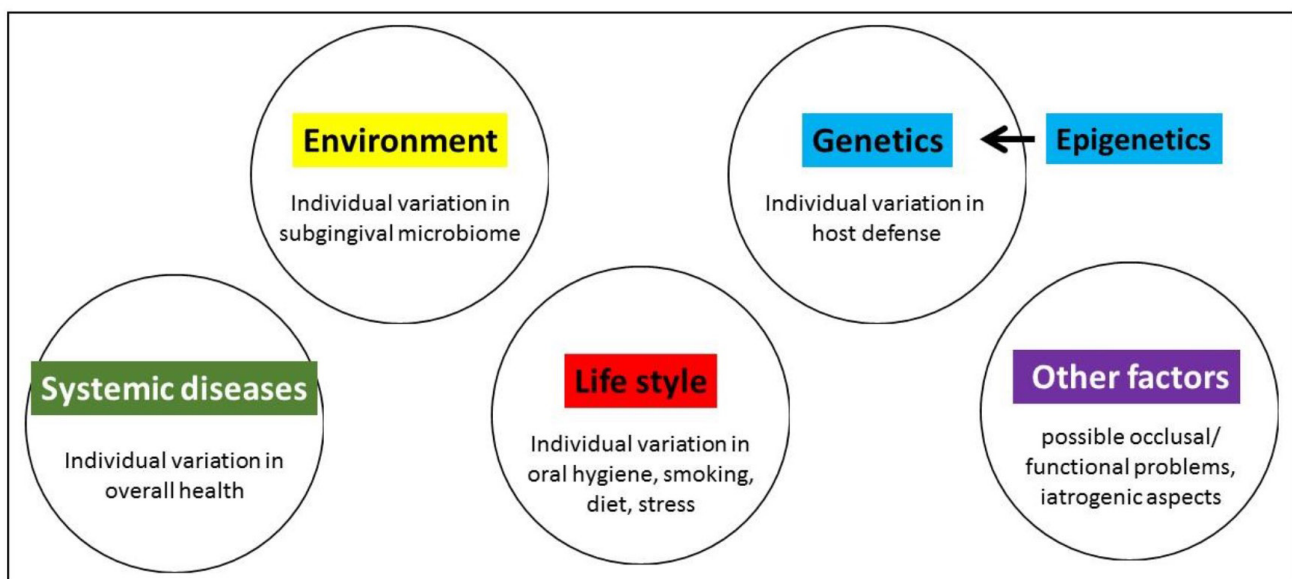 Environment
Individual variation in
subgingival microbiome
Genetics
Individual variation in
host defense
Epigenetics
Systemic diseases
Individual variation in
overall health
Life style
Individual variation in
oral hygiene, smoking,
diet, stress
Other factors
possible occlusal/
functional problems,
iatrogenic aspects